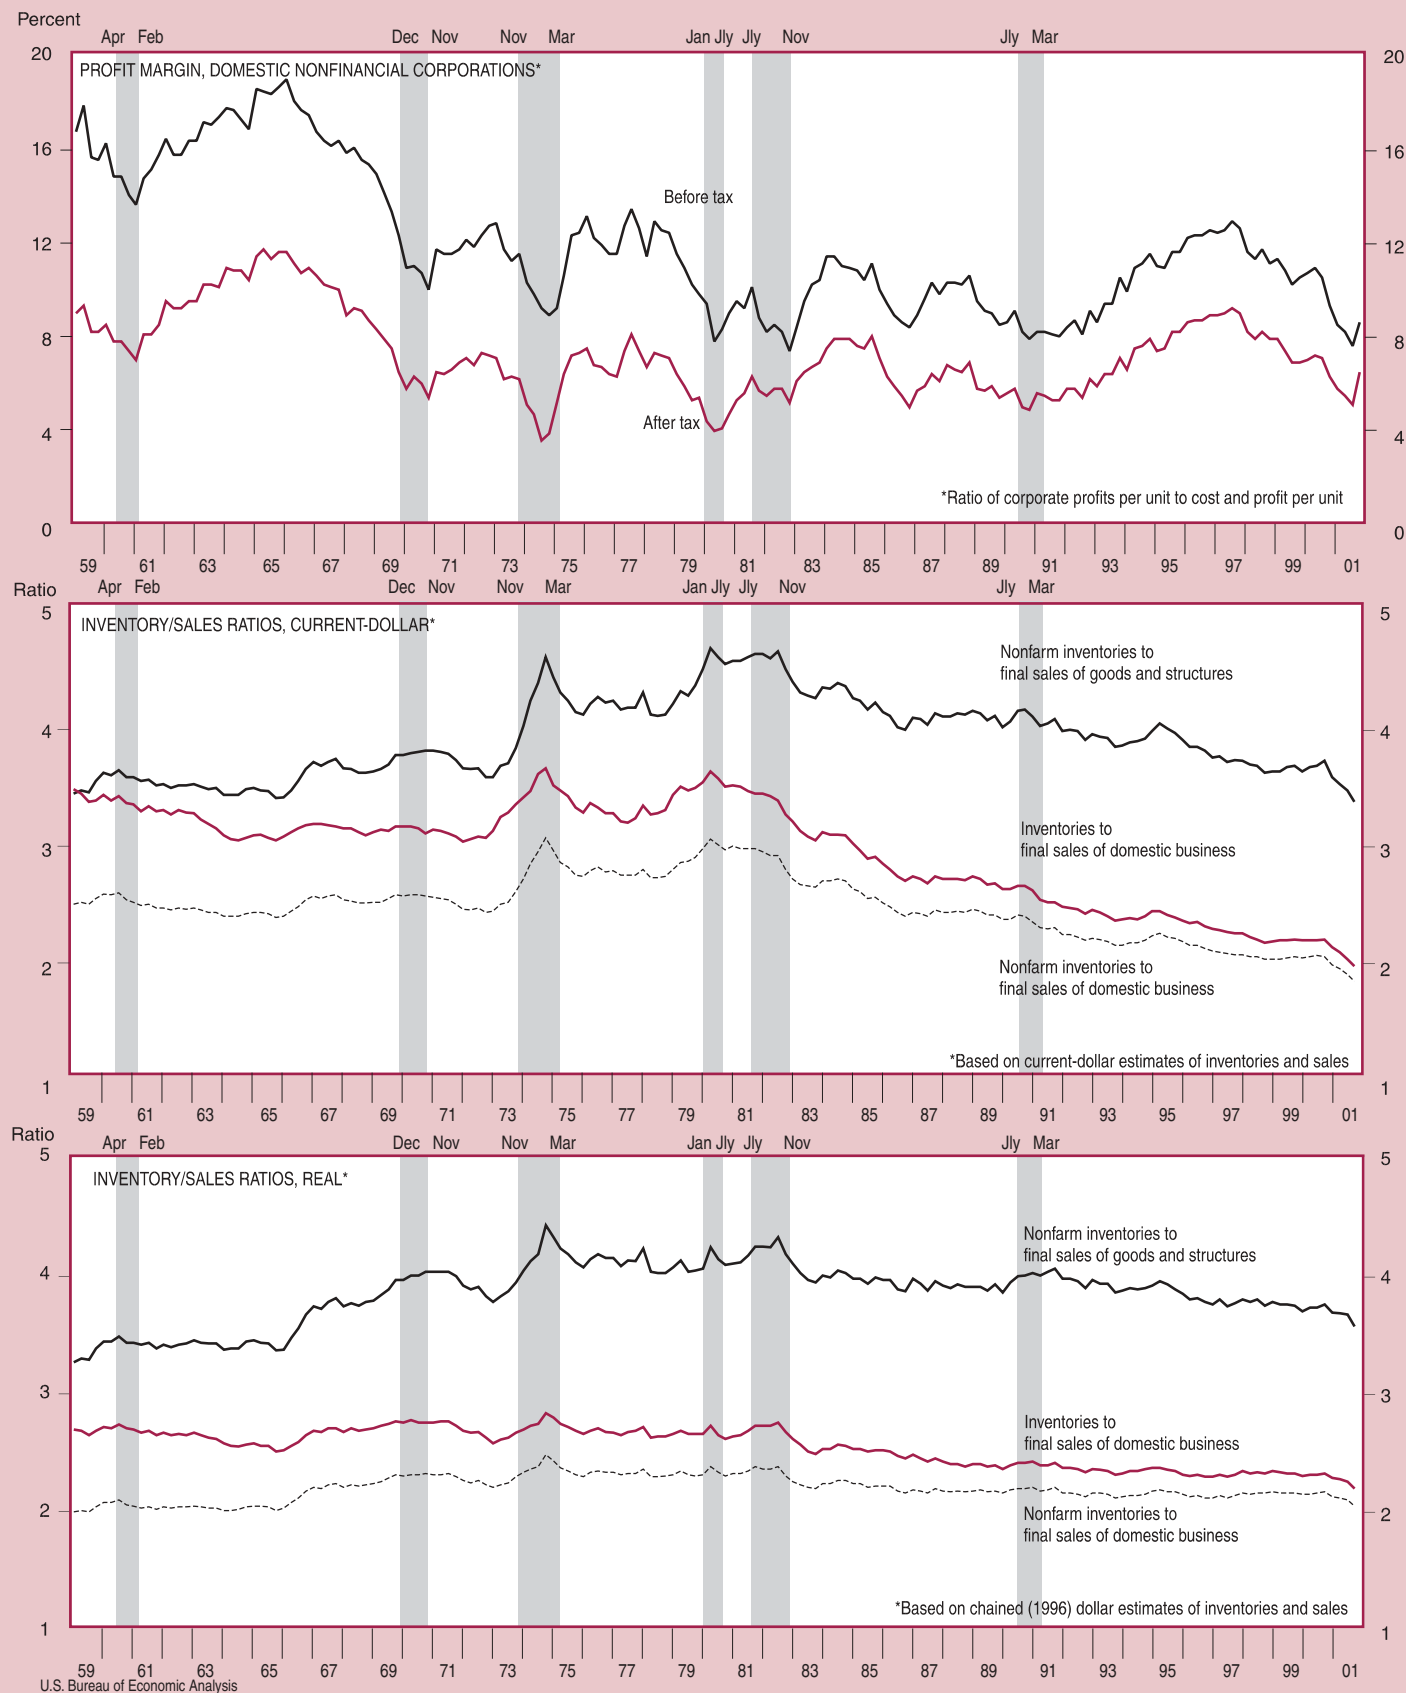 Percent
Apr Feb Dec Nov Nov Mar Jan Jly Jly Nov Jly Mar
20 20
PROFIT MARGIN, DOMESTIC NONFINANCIAL CORPORATIONS*
16 16
Before tax
12 12
8 8
After tax
4 4
*Ratio of corporate profits per unit to cost and profit per unit
0 0
59 61 63 65 67 69 71 73 75 77 79 81 83 85 87 89 91 93 95 97 99 01
Ratio
Apr Feb Dec Nov Nov Mar Jan Jly Jly Nov Jly Mar
5 5
INVENTORY/SALES RATIOS, CURRENT-DOLLAR*
Nonfarm inventories to
final sales of goods and structures
4 4
Inventories to
final sales of domestic business
3 3
Nonfarm inventories to
final sales of domestic business
2 2
*Based on current-dollar estimates of inventories and sales
1 1
59 61 63 65 67 69 71 73 75 77 79 81 83 85 87 89 91 93 95 97 99 01
Ratio
Apr Feb Dec Nov Nov Mar Jan Jly Jly Nov Jly Mar
5 5
INVENTORY/SALES RATIOS, REAL*
Nonfarm inventories to
final sales of goods and structures
4 4
3 3
Inventories to
final sales of domestic business
2 2
Nonfarm inventories to
final sales of domestic business
*Based on chained (1996) dollar estimates of inventories and sales
1 1
59 61 63 65 67 69 71 73 75 77 79 81 83 85 87 89 91 93 95 97 99 01
U.S. Bureau of Economic Analysis